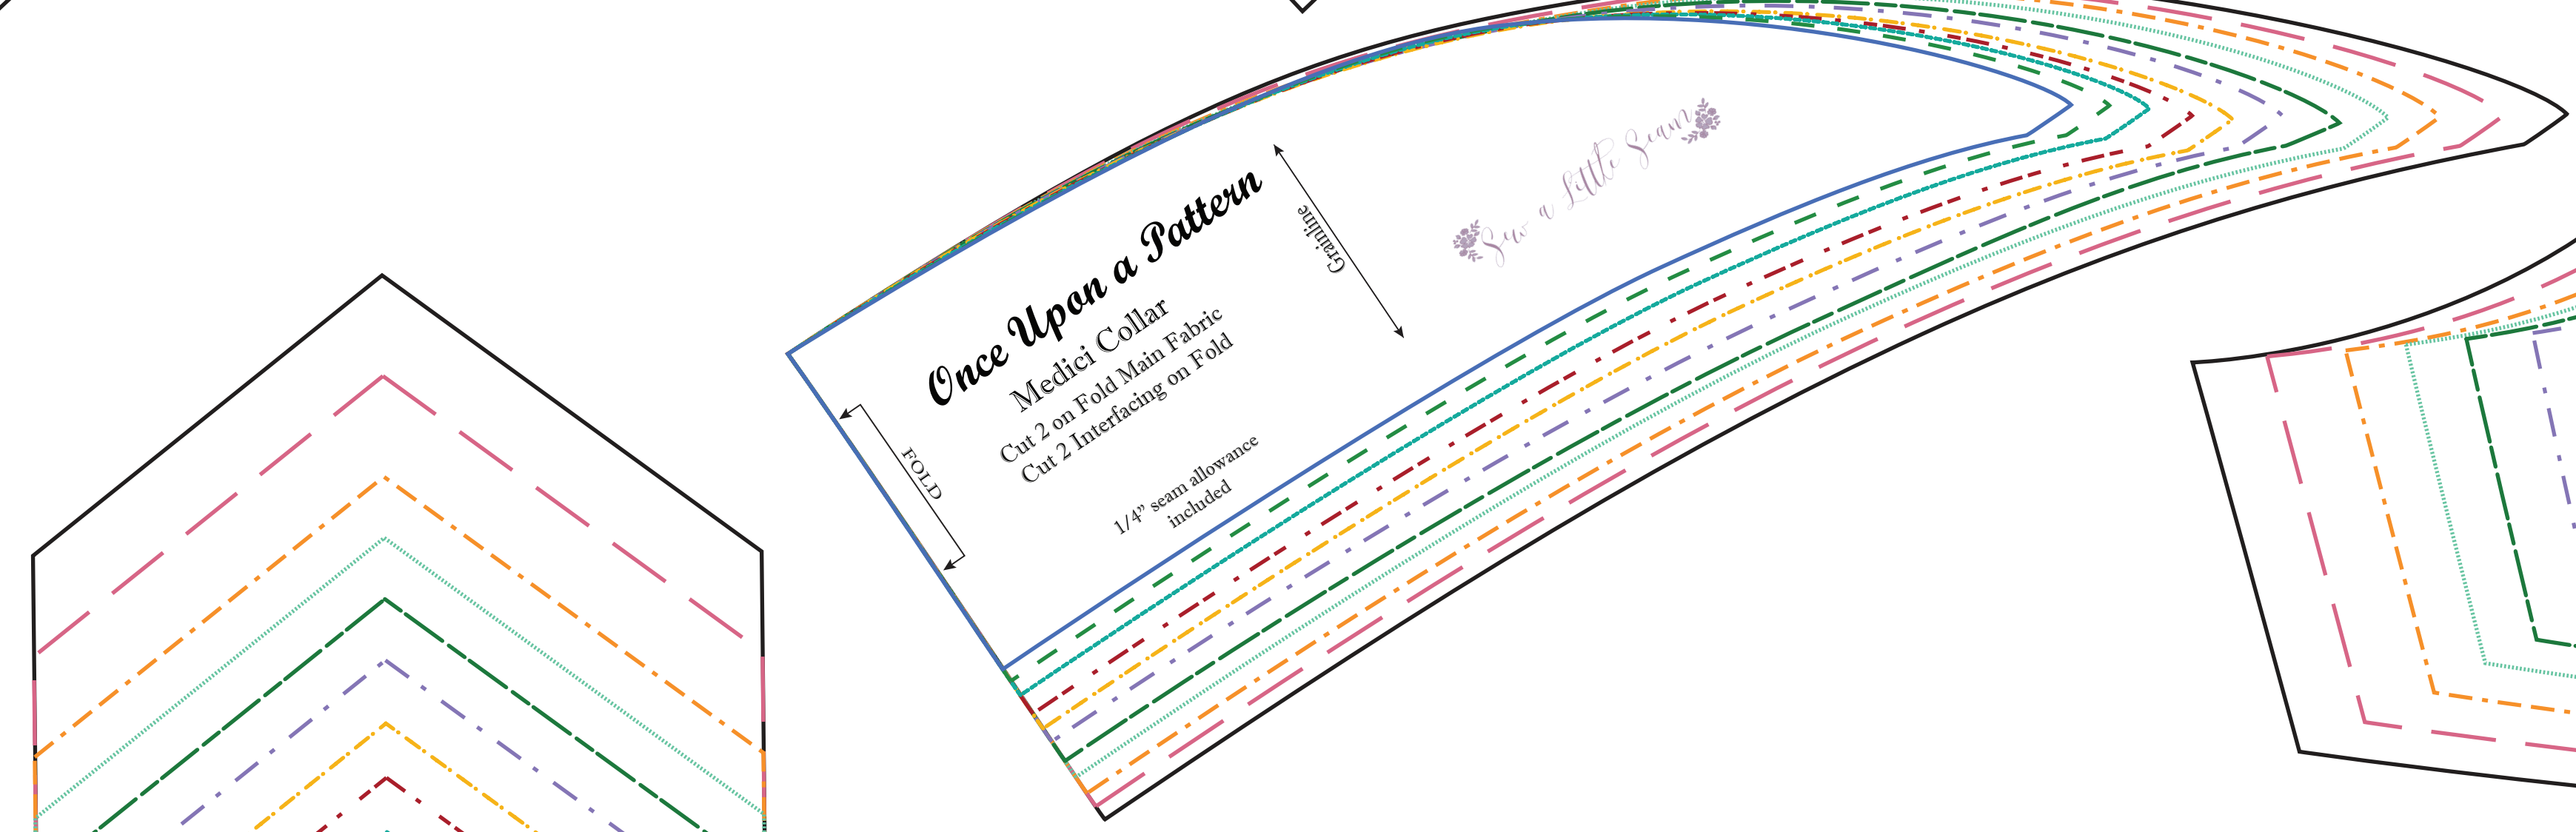 Once Upon a Pattern
Medici Collar
Cut 2 on Fold Main Fabric
Cut 2 Interfacing on Fold
1/4” seam allowance
included
FOLD
Grainline
Sew a Little Seam